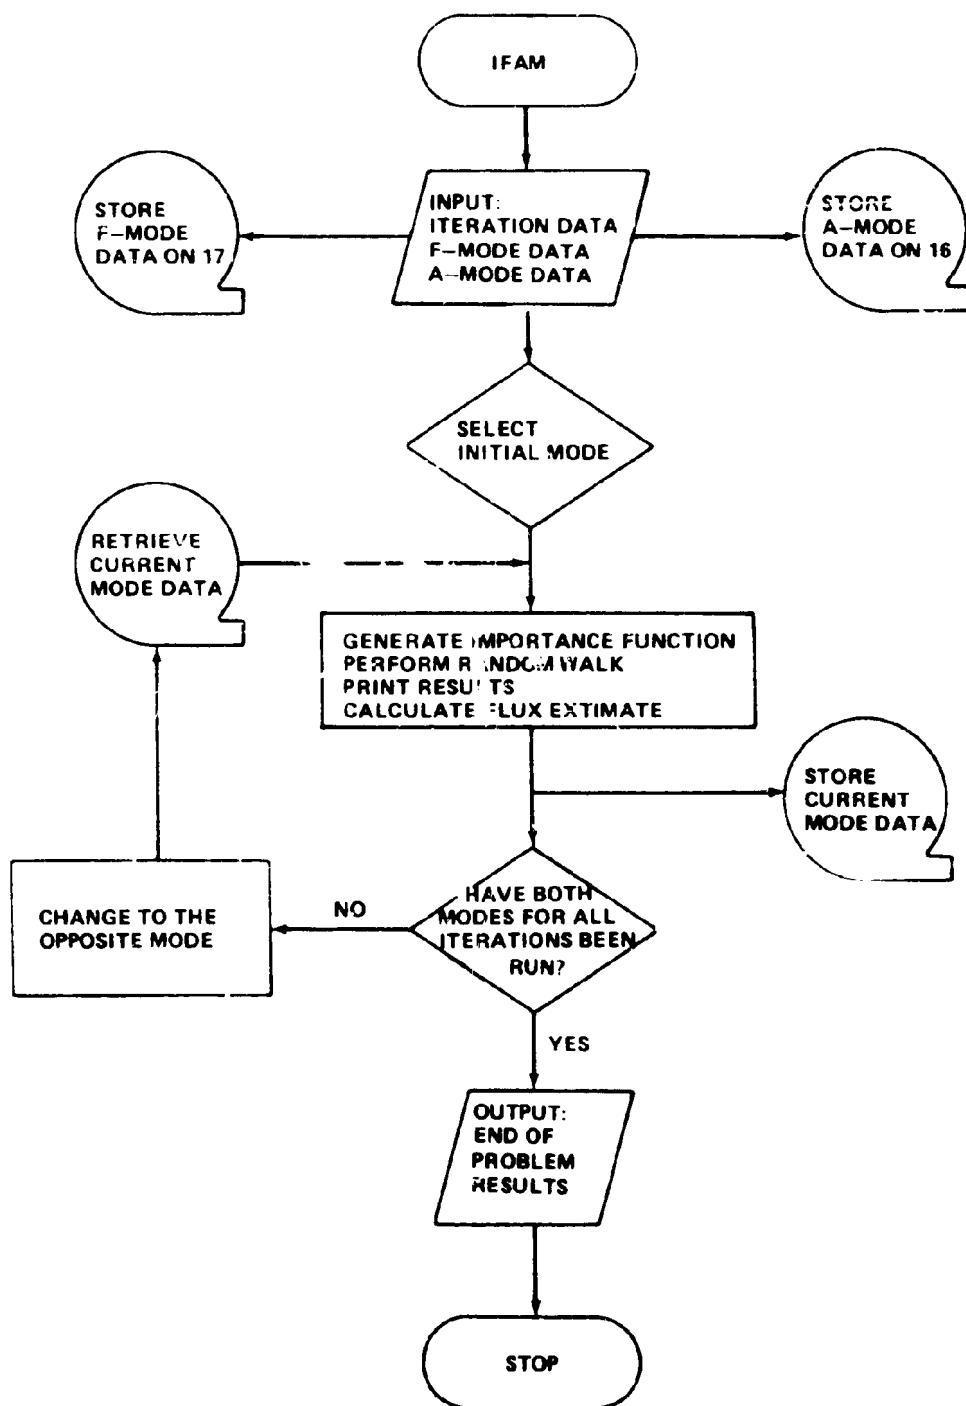 IFAM
STORE
F-MODE
DATA ON 17
INPUT:
ITERATION DATA
F-MODE DATA
A-MODE DATA
STORE
A-MODE
DATA ON 16
SELECT
INITIAL MODE
RETRIEVE
CURRENT
MODE DATA
GENERATE IMPORTANCE FUNCTION
PERFORM RANDOM WALK
PRINT RESULTS
CALCULATE FLUX EXTIMATE
STORE
CURRENT
MODE DATA
CHANGE TO THE
OPPOSITE MODE
NO
HAVE BOTH
MODES FOR ALL
ITERATIONS BEEN
RUN?
YES
OUTPUT:
END OF
PROBLEM
RESULTS
STOP